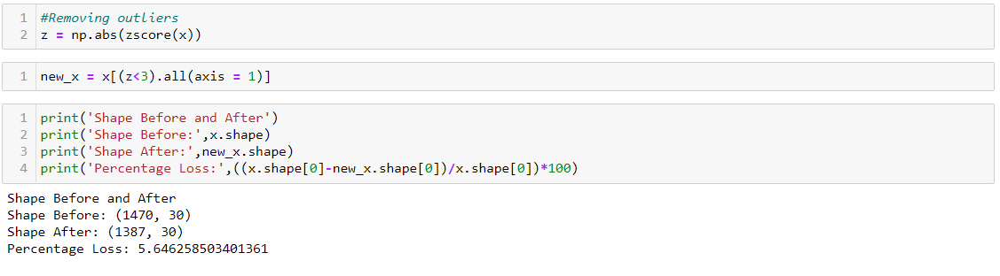 1 #Removing outliers
2 z = np.abs(zscore(x))
1 new_x = x[(z<3).all(axis = 1)]
1 print('Shape Before and After')
2 print('Shape Before:',x.shape)
3 print('Shape After:',new_x.shape)
4 print('Percentage Loss:',((x.shape[0]-new_x.shape[0])/x.shape[0])*100)
Shape Before and After
Shape Before: (1470, 30)
Shape After: (1387, 30)
Percentage Loss: 5.646258503401361